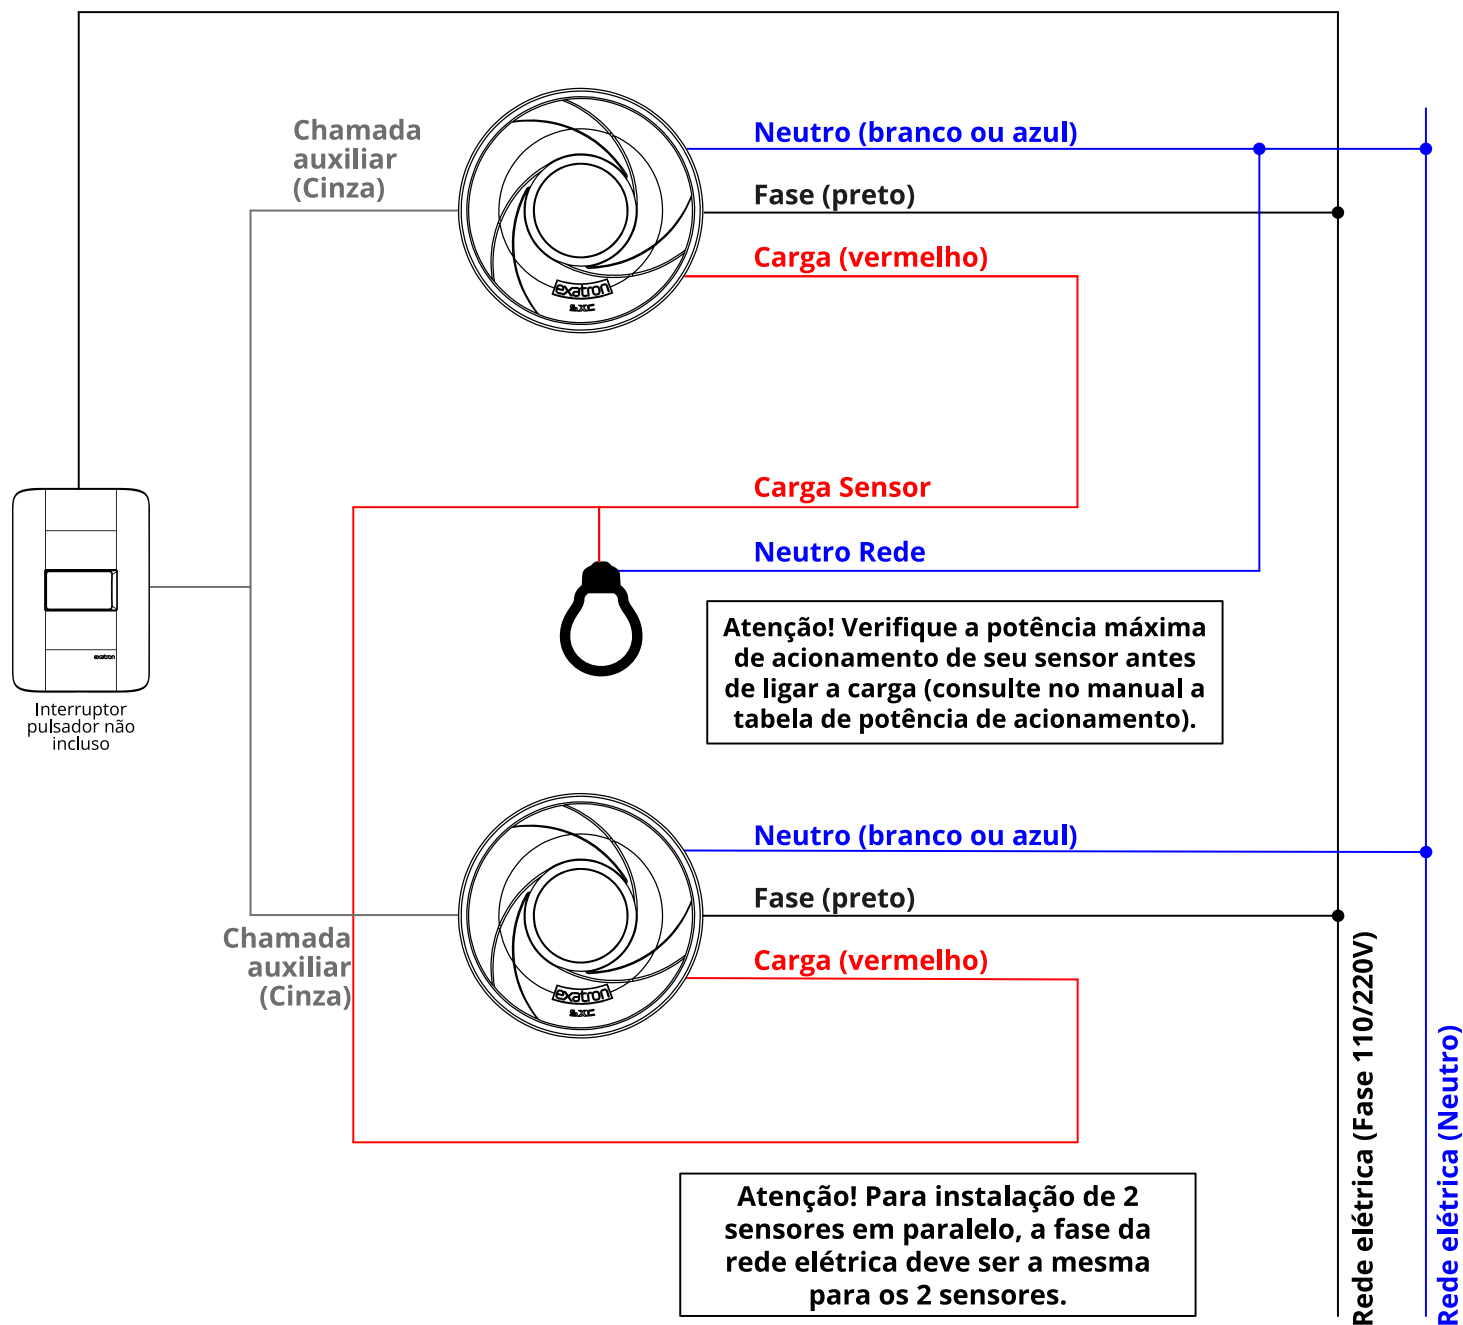 Chamada
auxiliar
(Cinza)
Neutro (branco ou azul)
Fase (preto)
Carga (vermelho)
exatron
Carga Sensor
Neutro Rede
Atenção! Verifique a potência máxima
de acionamento de seu sensor antes
de ligar a carga (consulte no manual a
tabela de potência de acionamento).
exatron
Interruptor
pulsador não
incluso
Neutro (branco ou azul)
Fase (preto)
Carga (vermelho)
Chamada
auxiliar
(Cinza)
exatron
Atenção! Para instalação de 2
sensores em paralelo, a fase da
rede elétrica deve ser a mesma
para os 2 sensores.
Rede elétrica (Fase 110/220V)
Rede elétrica (Neutro)